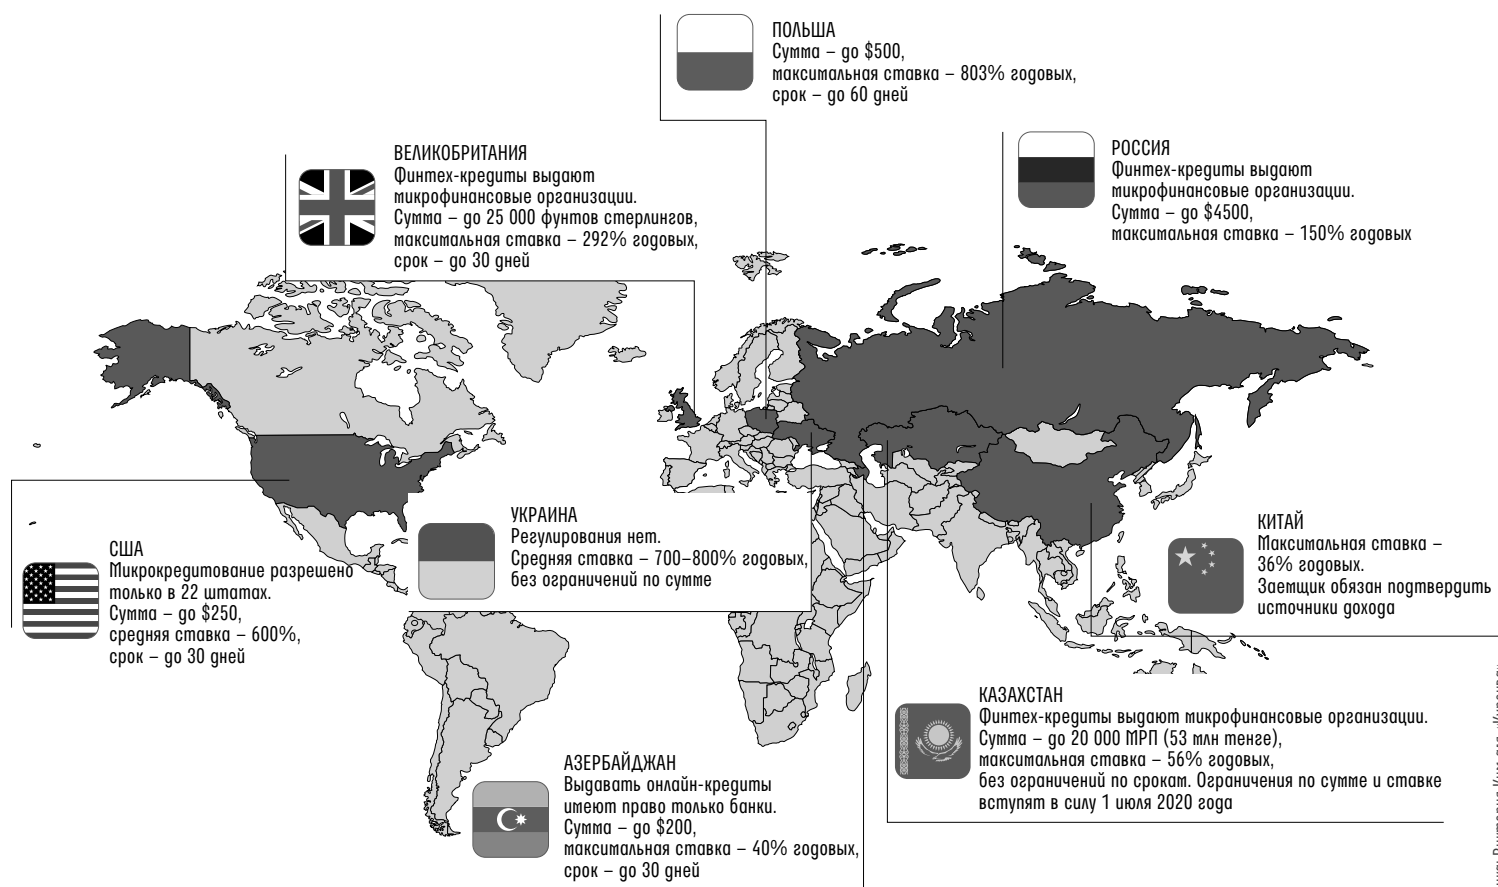 ПОЛЬША
Сумма – до $500,
максимальная ставка – 803% годовых,
срок – до 60 дней
ВЕЛИКОБРИТАНИЯ
Финтех-кредиты выдают
микрофинансовые организации.
Сумма – до 25 000 фунтов стерлингов,
максимальная ставка – 292% годовых,
срок – до 30 дней
РОССИЯ
Финтех-кредиты выдают
микрофинансовые организации.
Сумма – до $4500,
максимальная ставка – 150% годовых
УКРАИНА
Регулирования нет.
Средняя ставка – 700–800% годовых,
без ограничений по сумме
КИТАЙ
Максимальная ставка –
36% годовых.
Заемщик обязан подтвердить
источники дохода
США
Микрокредитование разрешено
только в 22 штатах.
Сумма – до $250,
средняя ставка – 600%,
срок – до 30 дней
КАЗАХСТАН
Финтех-кредиты выдают микрофинансовые организации.
Сумма – до 20 000 МРП (53 млн тенге),
максимальная ставка – 56% годовых,
без ограничений по срокам. Ограничения по сумме и ставке
вступят в силу 1 июля 2020 года
АЗЕРБАЙДЖАН
Выдавать онлайн-кредиты
имеют право только банки.
Сумма – до $200,
максимальная ставка – 40% годовых,
срок – до 30 дней